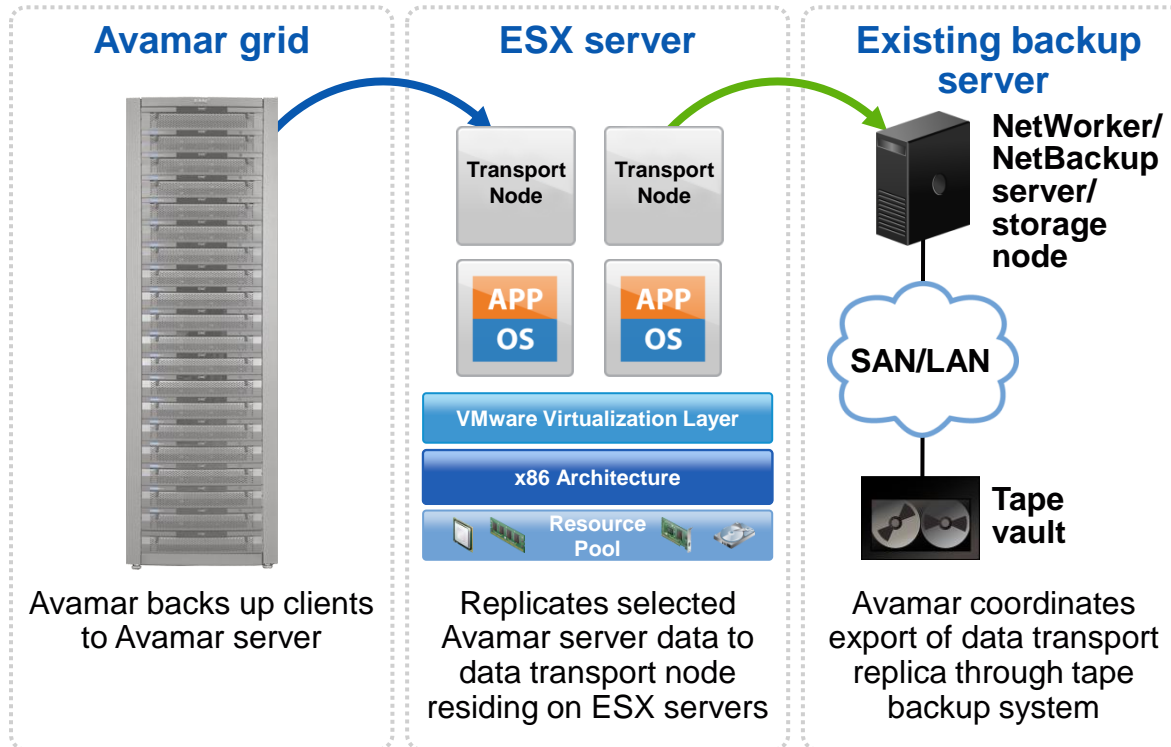 Avamar grid
Avamar backs up clients
to Avamar server
ESX server
Transport
Node
Transport
Node
APP
OS
APP
OS
VMware Virtualization Layer
x86 Architecture
Resource
Pool
Replicates selected
Avamar server data to
data transport node
residing on ESX servers
Existing backup
server
NetWorker/
NetBackup
server/
storage
node
SAN/LAN
Tape
vault
Avamar coordinates
export of data transport
replica through tape
backup system